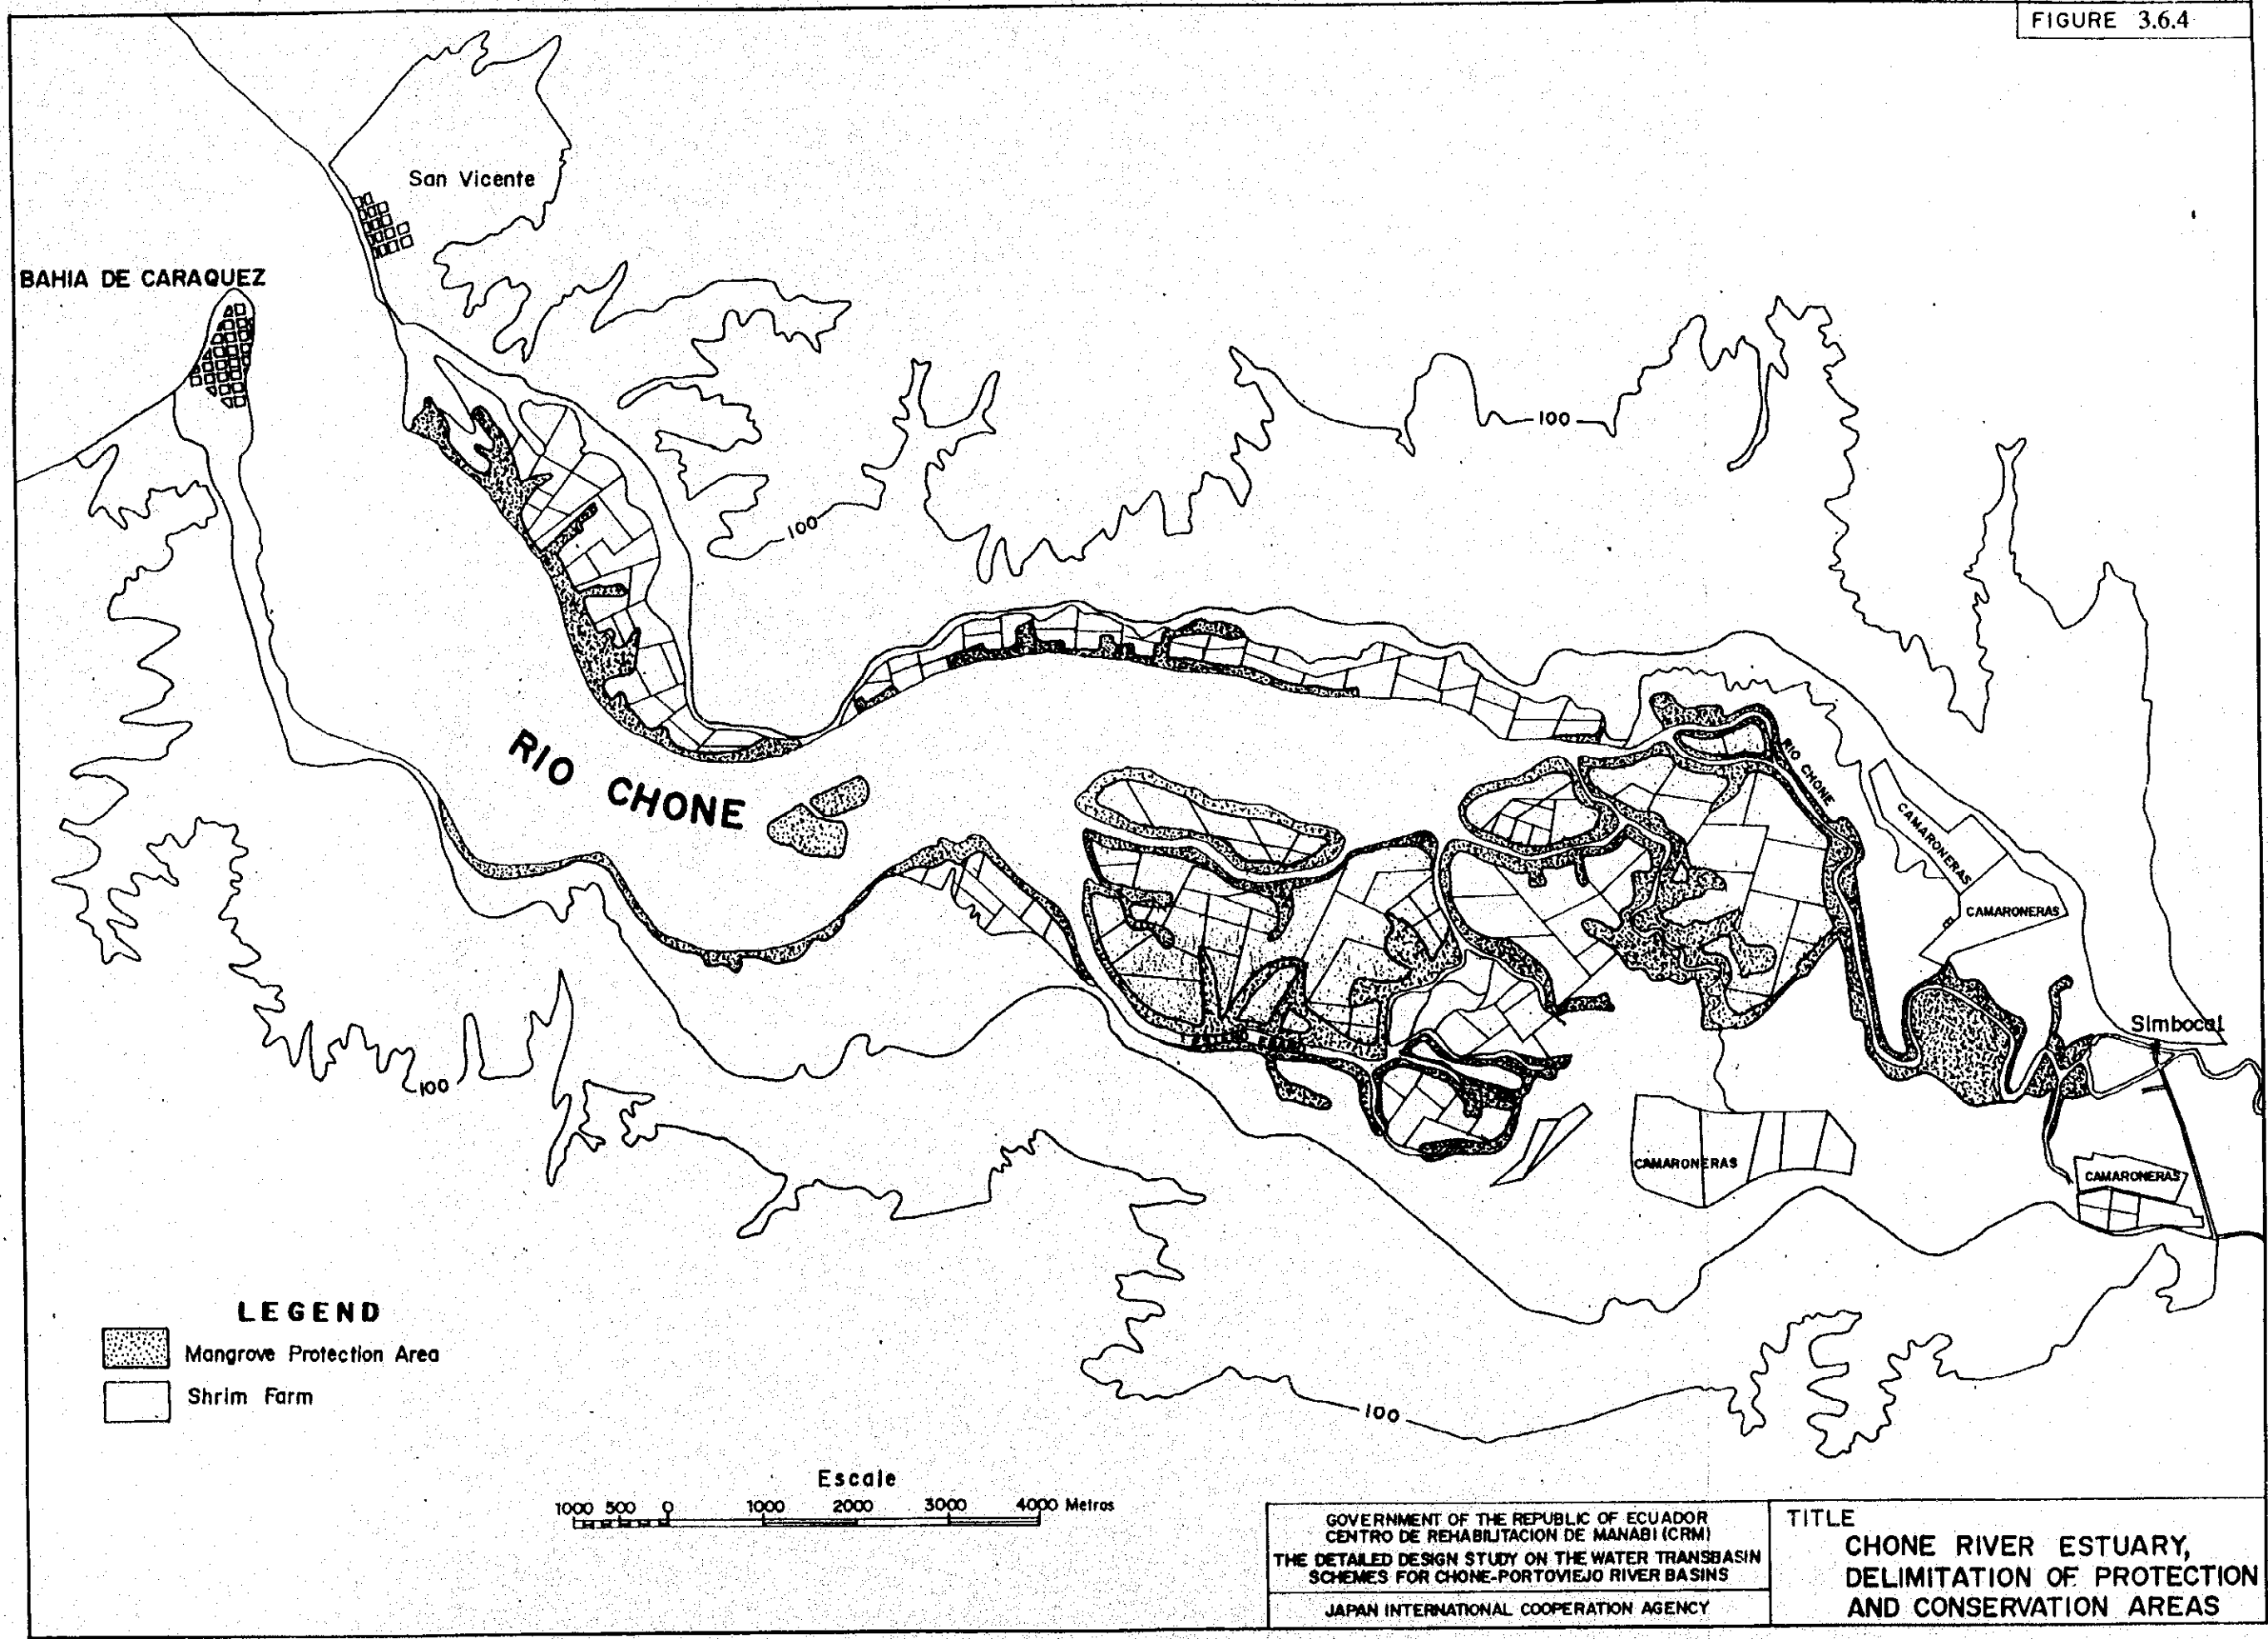 FIGURE 3.6.4
San Vicente
BAHIA DE CARAQUEZ
100
100
RIO CHONE
RIO CHONE
CAMARONERAS
CAMARONERAS
Simbocal
100
CAMARONERAS
CAMARONERAS
100
LEGEND
Mangrove Protection Area
Shrim Farm
Escale
1000 500 0 1000 2000 3000 4000 Metros
GOVERNMENT OF THE REPUBLIC OF ECUADOR
CENTRO DE REHABILITACION DE MANABI (CRM)
THE DETAILED DESIGN STUDY ON THE WATER TRANSBASIN
SCHEMES FOR CHONE-PORTOVIEJO RIVER BASINS
JAPAN INTERNATIONAL COOPERATION AGENCY
TITLE
CHONE RIVER ESTUARY,
DELIMITATION OF PROTECTION
AND CONSERVATION AREAS